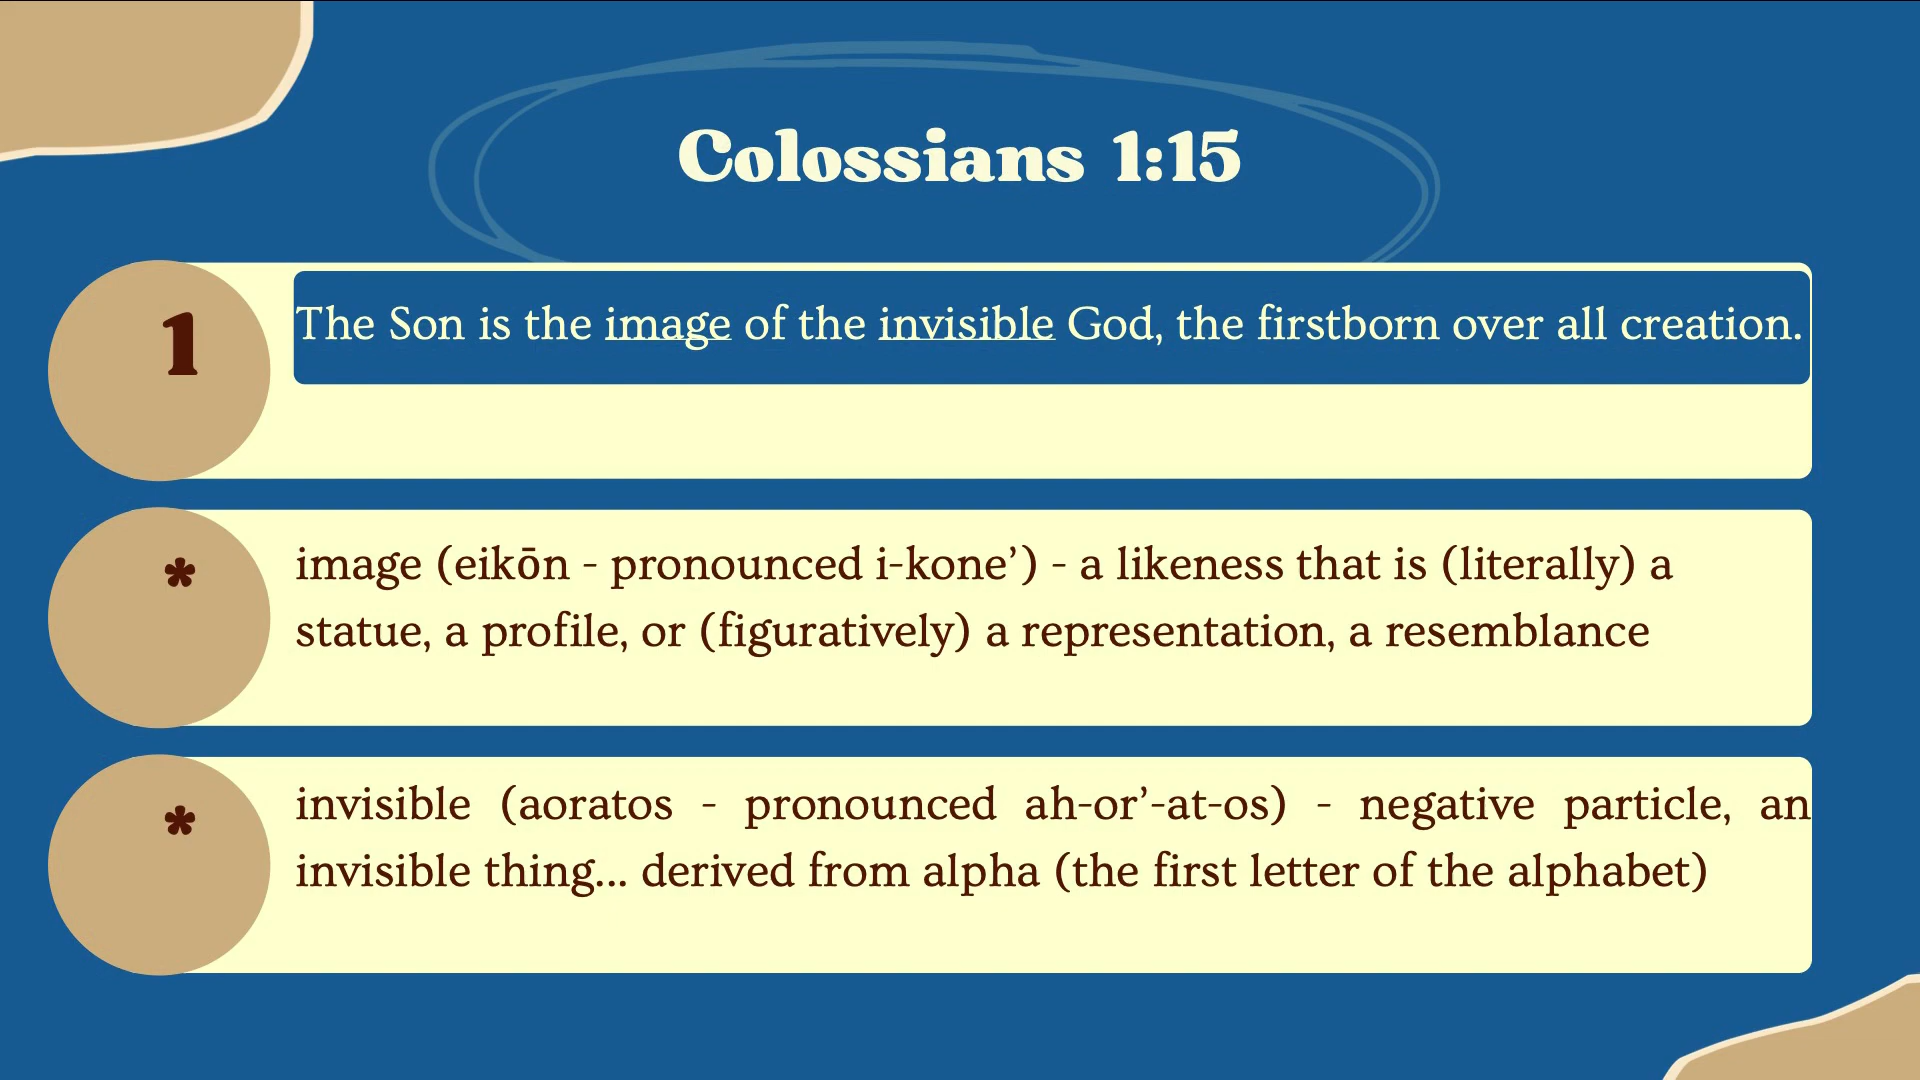 Colossians 1:15
1
The Son is the image of the invisible God, the firstborn over all creation.
*
image (eikōn - pronounced i-kone’) - a likeness that is (literally) a
statue, a profile, or (figuratively) a representation, a resemblance
*
invisible (aoratos - pronounced ah-or’-at-os) - negative particle, an
invisible thing... derived from alpha (the first letter of the alphabet)